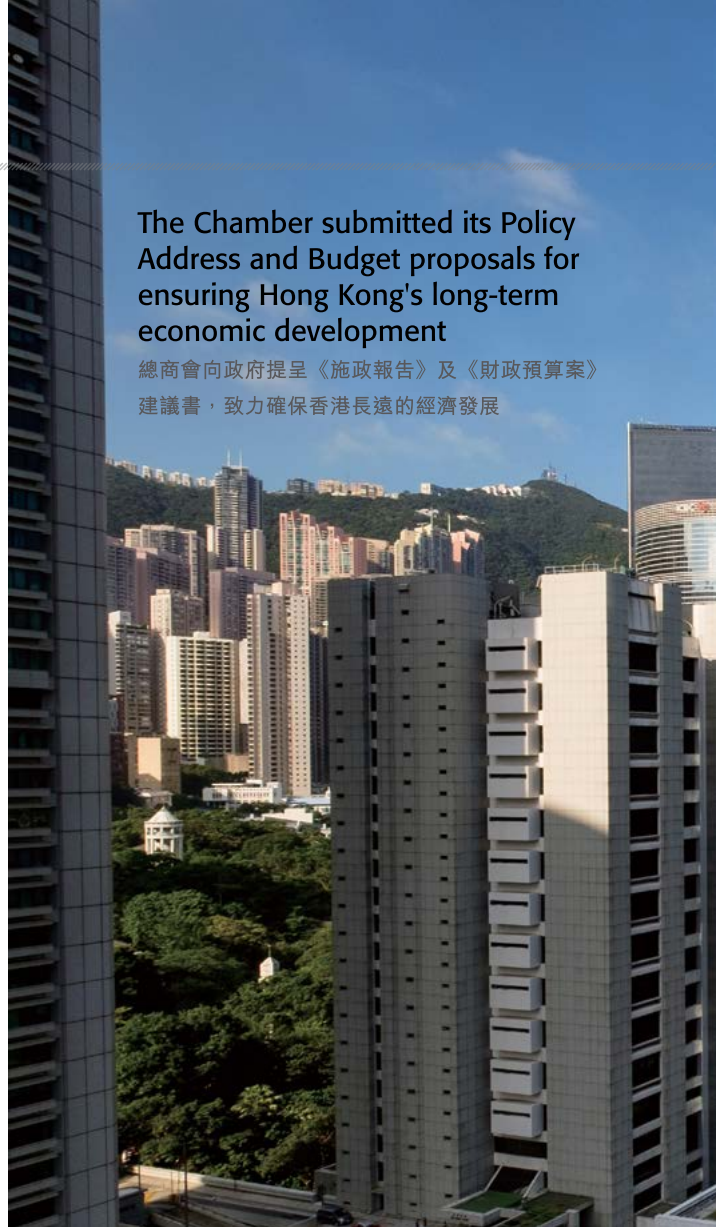 The Chamber submitted its Policy
Address and Budget proposals for
ensuring Hong Kong's long-term
economic development
總商會向政府提呈《施政報告》及《財政預算案》
建議書，致力確保香港長遠的經濟發展